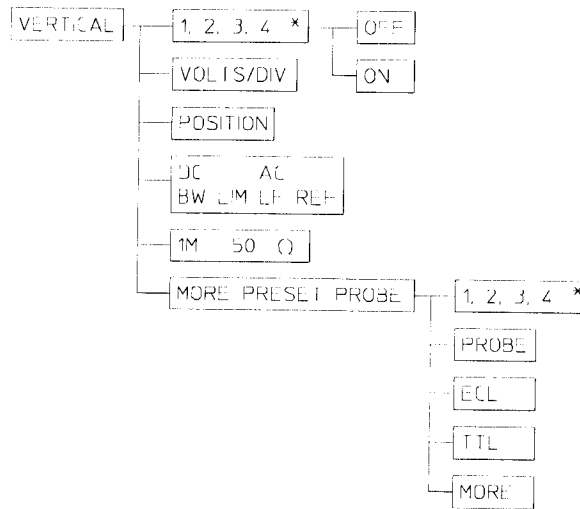 VERTICAL
1, 2, 3, 4 *
OFF
ON
VOLTS/DIV
POSITION
DC AC
BW LIM LF REJ
1M 50 Ω
MORE PRESET PROBE
1, 2, 3, 4 *
PROBE
ECL
TTL
MORE